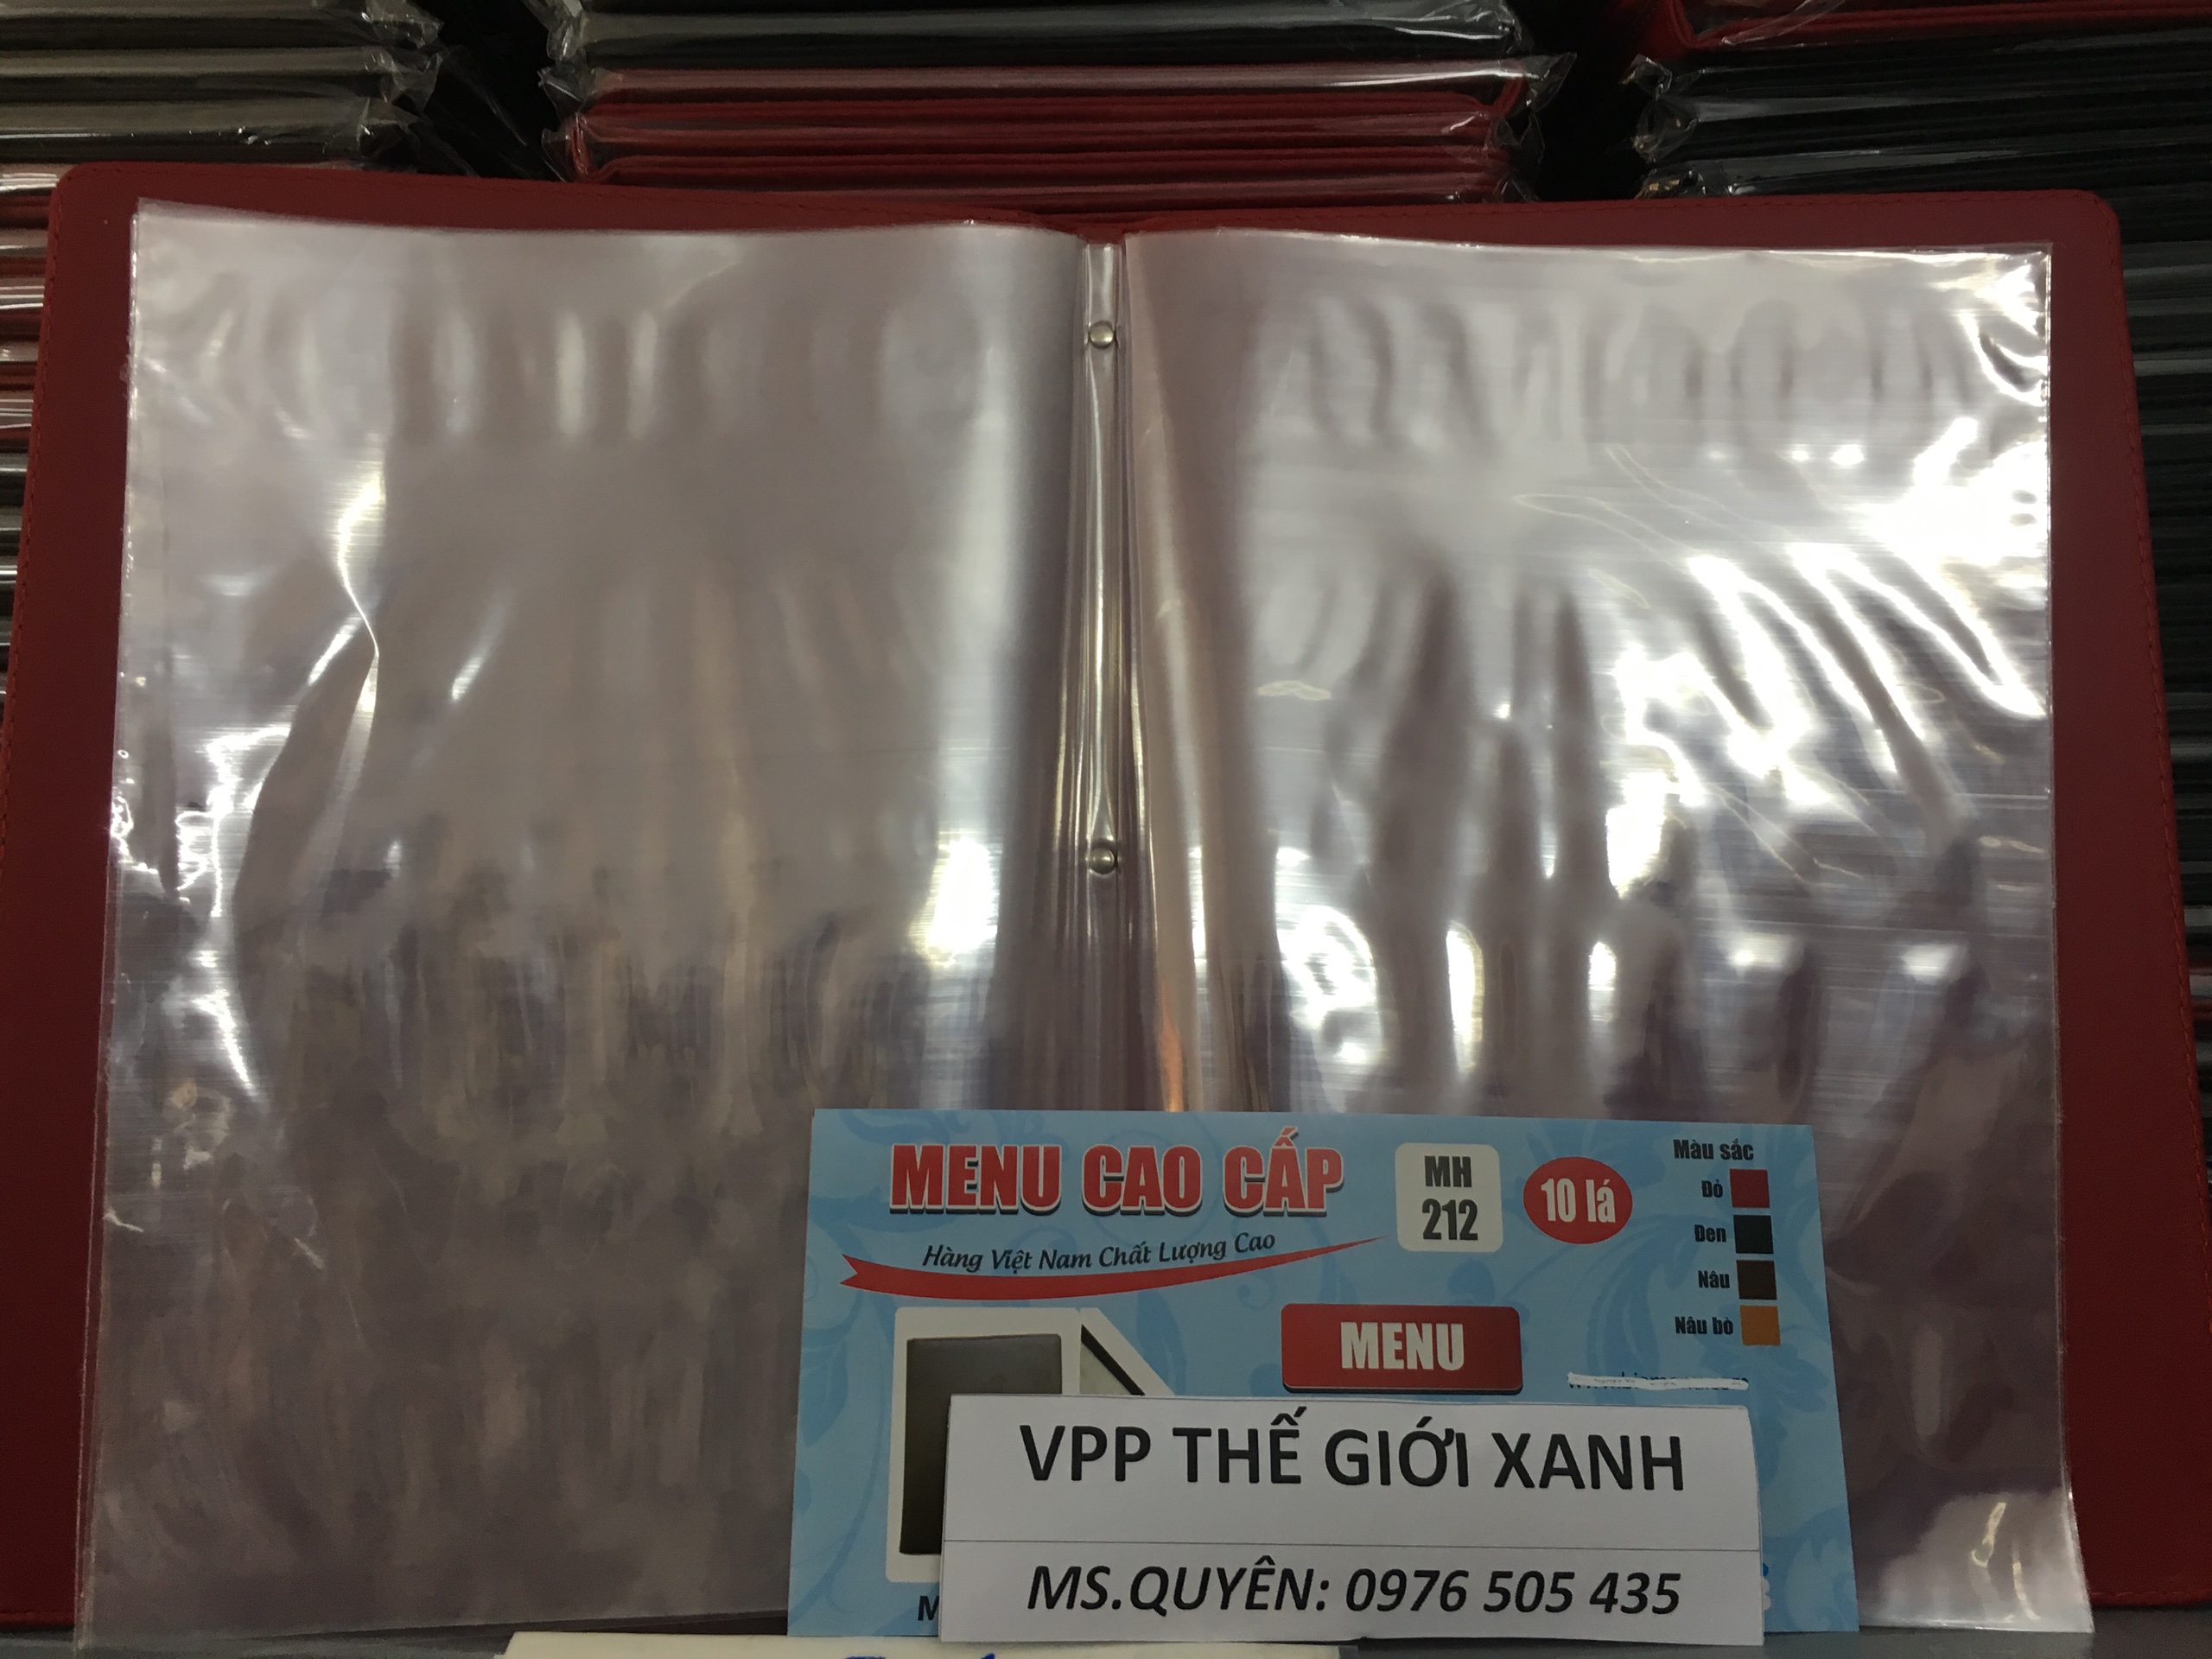 MENU CAO CẤP
Hàng Việt Nam Chất Lượng Cao
MH
212
10 lá
Màu sắc
Đỏ
Đen
Nâu
Nâu bò
MENU
VPP THẾ GIỚI XANH
MS.QUYÊN: 0976 505 435